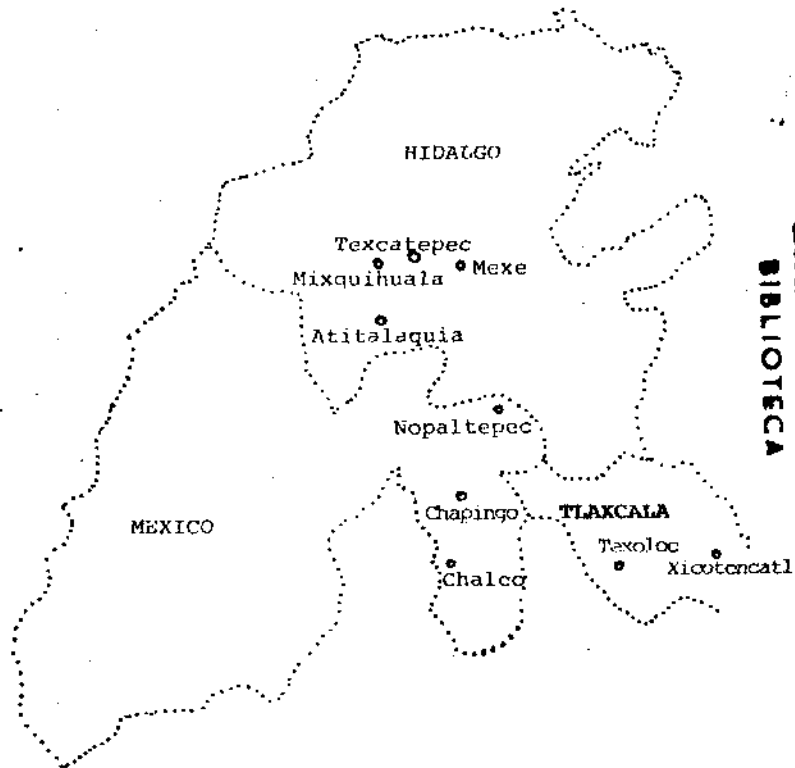 HIDALGO
Texcatepec
Mixquihuala
Mexe
Atitalaquia
Nopaltepec
Chapingo
TLAXCALA
MEXICO
Texoloc
Xicotencatl
Chalco
BIBLIOTECA